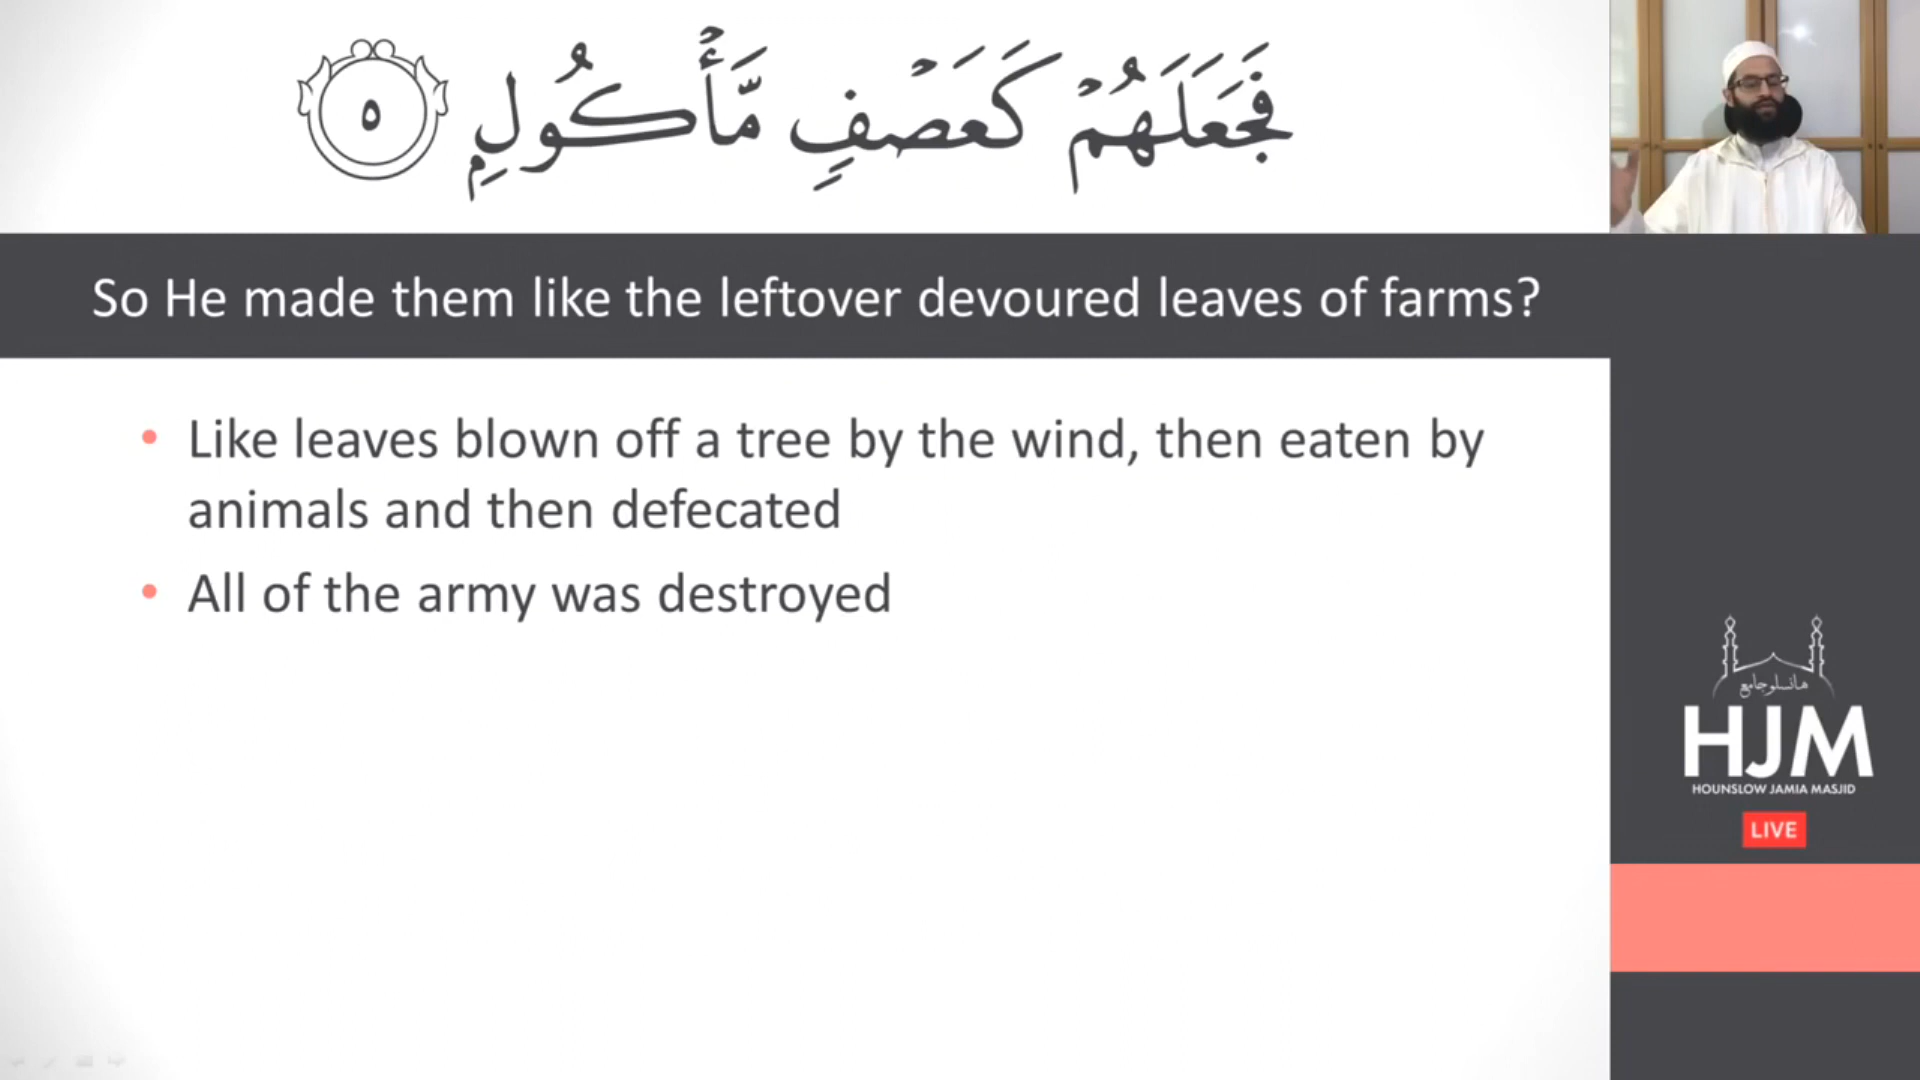 فَجَعَلَهُمْ كَعَصْفٍ مَّأْكُولٍۭ ٥
So He made them like the leftover devoured leaves of farms?
Like leaves blown off a tree by the wind, then eaten by
animals and then defecated
All of the army was destroyed
هانسلو جامع
HJM
HOUNSLOW JAMIA MASJID
LIVE